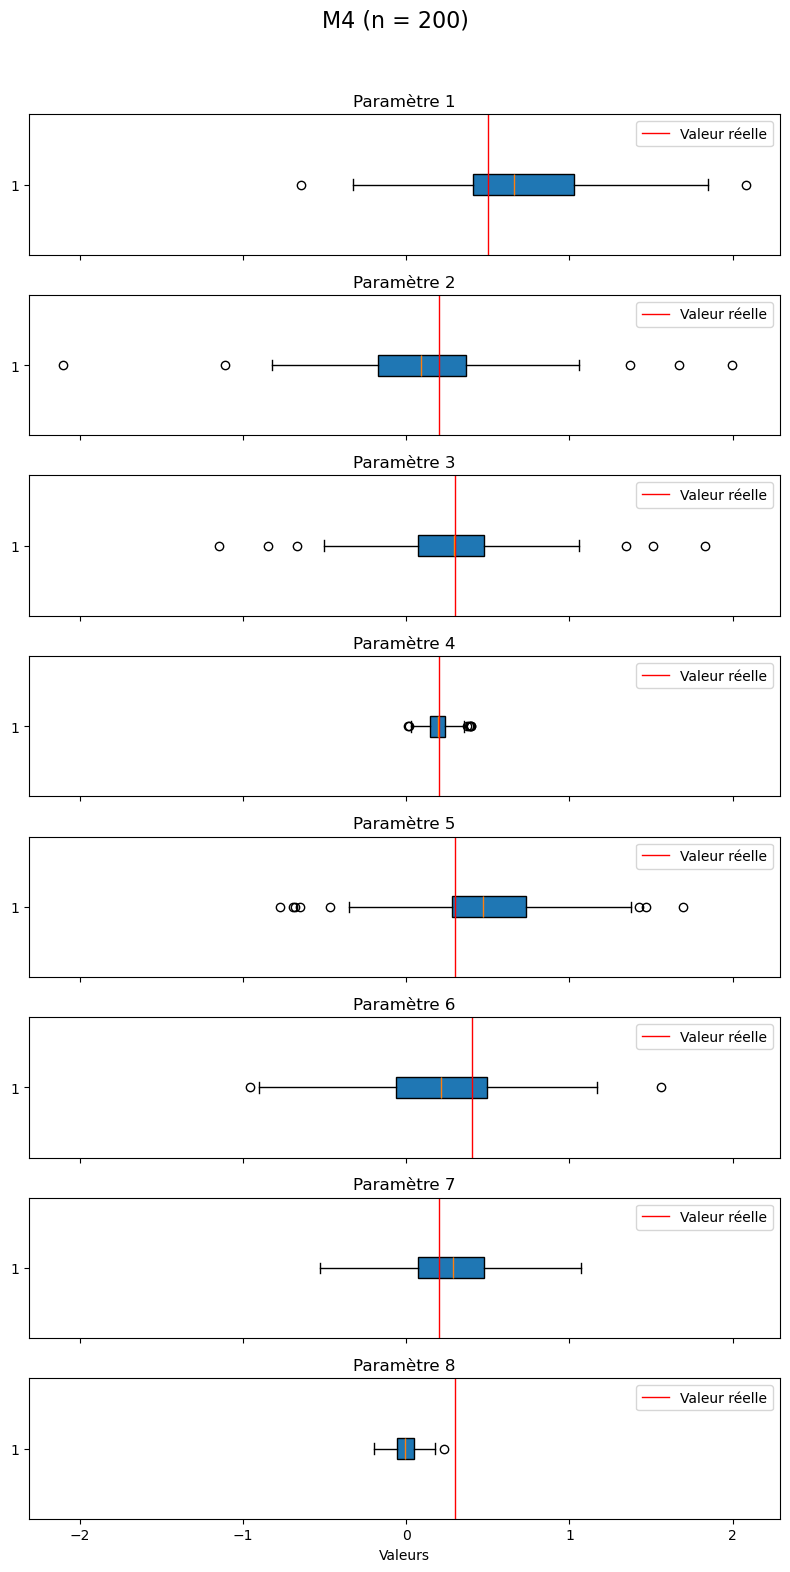 M4 (n = 200)
Paramètre 1
Valeur réelle
1
Paramètre 2
Valeur réelle
1
Paramètre 3
Valeur réelle
1
Paramètre 4
Valeur réelle
1
Paramètre 5
Valeur réelle
1
Paramètre 6
Valeur réelle
1
Paramètre 7
Valeur réelle
1
Paramètre 8
Valeur réelle
1
−2 −1 0 1 2
Valeurs